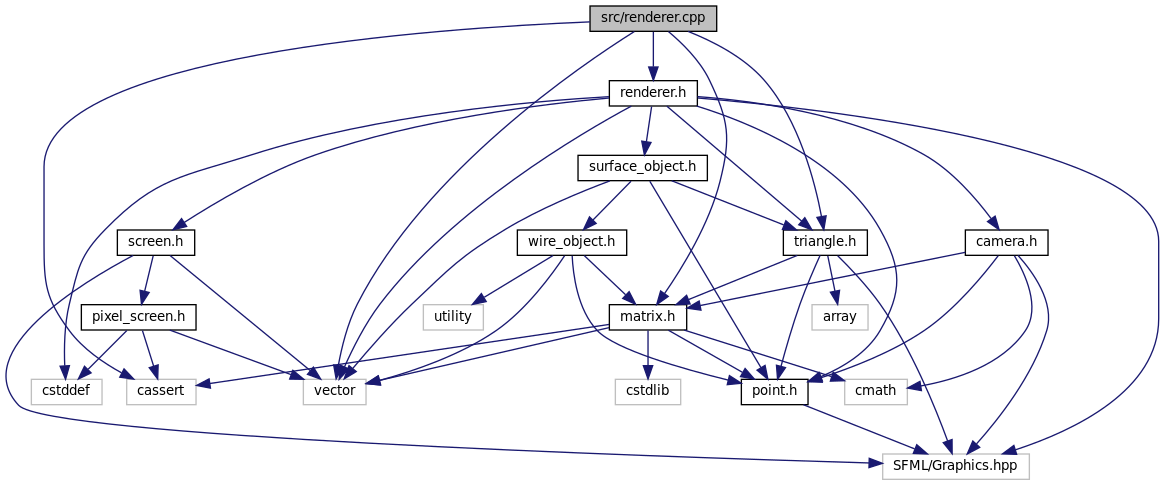 src/renderer.cpp
renderer.h
surface_object.h
screen.h
wire_object.h
triangle.h
camera.h
pixel_screen.h
utility
matrix.h
array
cstddef
cassert
vector
cstdlib
point.h
cmath
SFML/Graphics.hpp